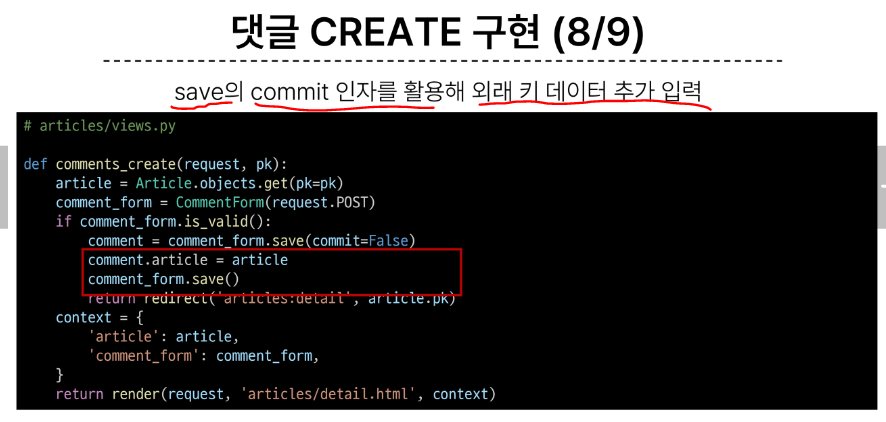 댓글 CREATE 구현 (8/9)
save의 commit 인자를 활용해 외래 키 데이터 추가 입력
# articles/views.py
def comments_create(request, pk):
    article = Article.objects.get(pk=pk)
    comment_form = CommentForm(request.POST)
    if comment_form.is_valid():
        comment = comment_form.save(commit=False)
        comment.article = article
        comment_form.save()
        return redirect('articles:detail', article.pk)
    context = {
        'article': article,
        'comment_form': comment_form,
    }
    return render(request, 'articles/detail.html', context)